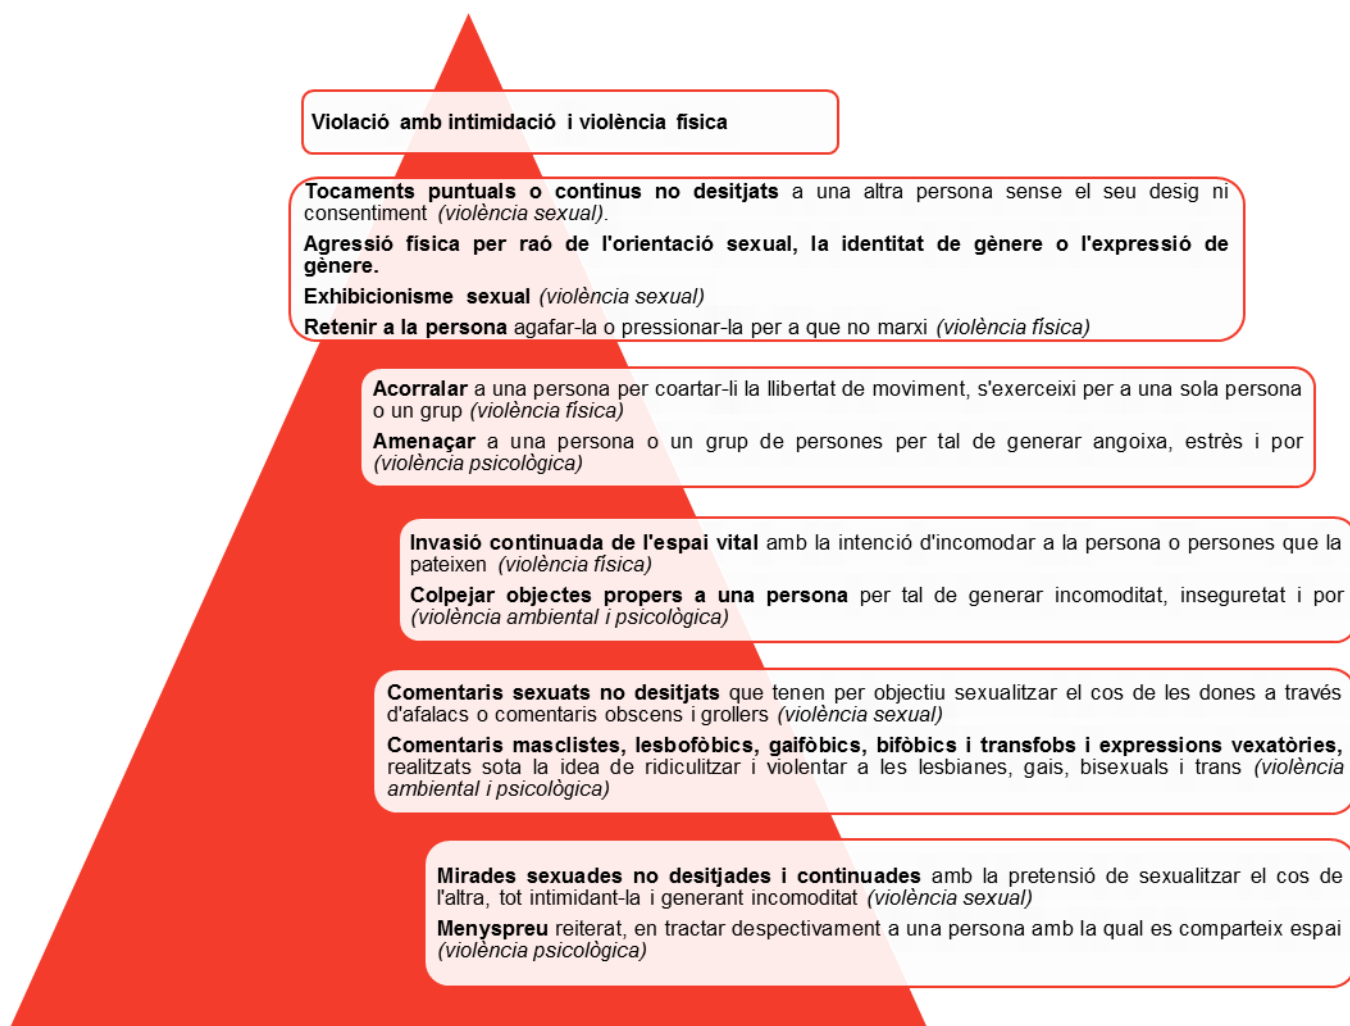 Violació amb intimidació i violència física
Tocaments puntuals o continus no desitjats a una altra persona sense el seu desig ni
consentiment (violència sexual).
Agressió física per raó de l'orientació sexual, la identitat de gènere o l'expressió de
gènere.
Exhibicionisme sexual (violència sexual)
Retenir a la persona agafar-la o pressionar-la per a que no marxi (violència física)
Acorralar a una persona per coartar-li la llibertat de moviment, s'exerceixi per a una sola persona
o un grup (violència física)
Amenaçar a una persona o un grup de persones per tal de generar angoixa, estrès i por
(violència psicològica)
Invasió continuada de l'espai vital amb la intenció d'incomodar a la persona o persones que la
pateixen (violència física)
Colpejar objectes propers a una persona per tal de generar incomoditat, inseguretat i por
(violència ambiental i psicològica)
Comentaris sexuats no desitjats que tenen per objectiu sexualitzar el cos de les dones a través
d'afalacs o comentaris obscens i grollers (violència sexual)
Comentaris masclistes, lesbofòbics, gaifòbics, bifòbics i transfobs i expressions vexatòries,
realitzats sota la idea de ridiculitzar i violentar a les lesbianes, gais, bisexuals i trans (violència
ambiental i psicològica)
Mirades sexuades no desitjades i continuades amb la pretensió de sexualitzar el cos de
l'altra, tot intimidant-la i generant incomoditat (violència sexual)
Menyspreu reiterat, en tractar despectivament a una persona amb la qual es comparteix espai
(violència psicològica)